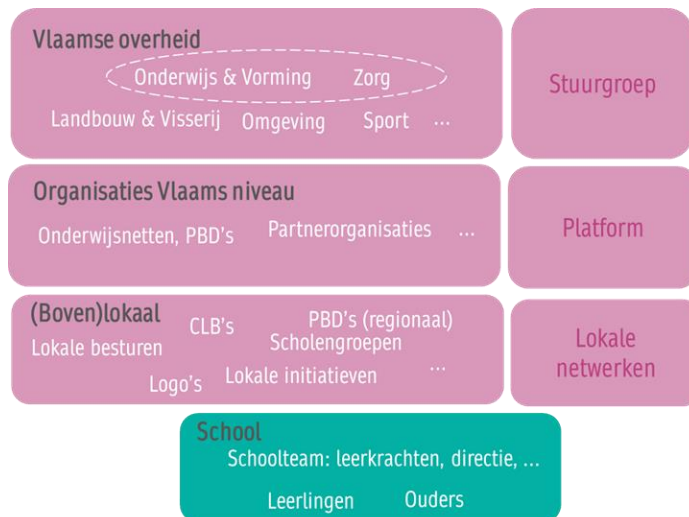 Vlaamse overheid
Onderwijs & Vorming Zorg
Landbouw & Visserij Omgeving Sport ...
Stuurgroep
Organisaties Vlaams niveau
Onderwijsnetten, PBD's Partnerorganisaties ...
Platform
(Boven)lokaal
CLB's PBD's (regionaal)
Lokale besturen Scholengroepen
Logo's Lokale initiatieven ...
Lokale
netwerken
School
Schoolteam: leerkrachten, directie, ...
Leerlingen Ouders